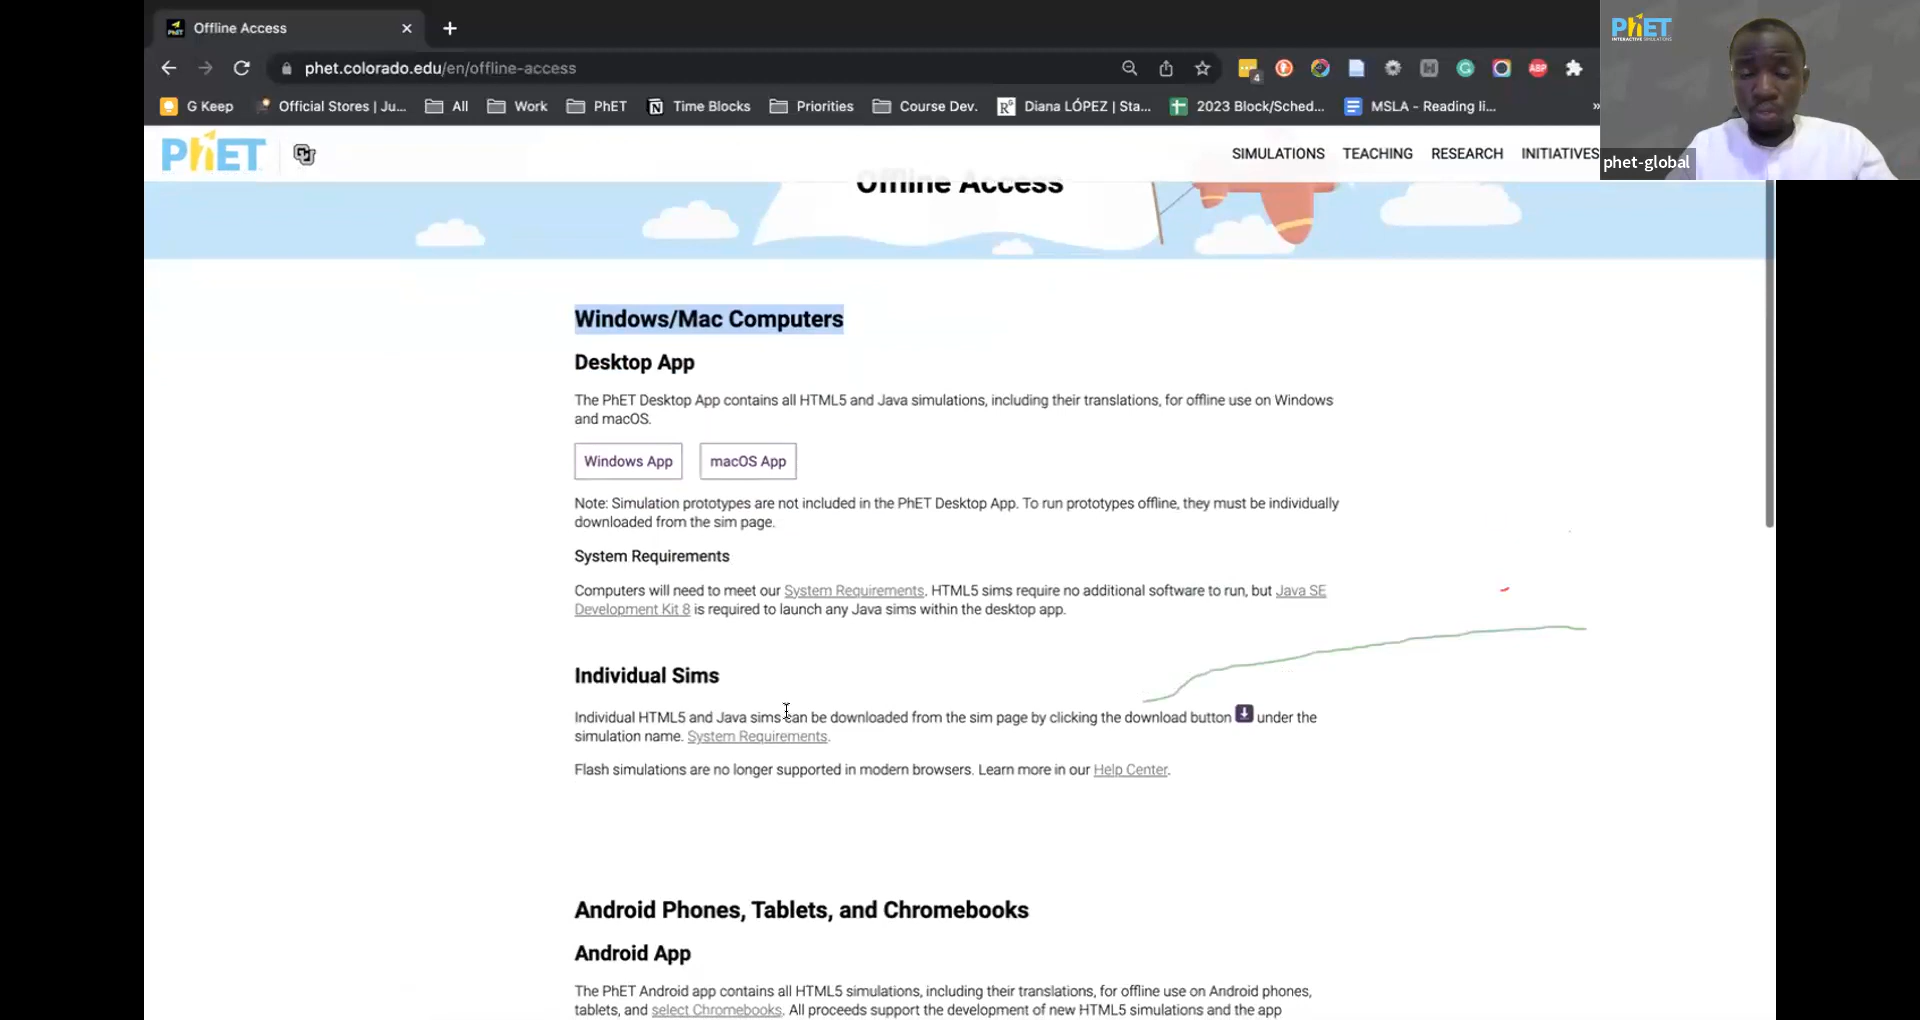 Offline Access
phet.colorado.edu/en/offline-access
4
ABP
G Keep
Official Stores | Ju...
All
Work
PhET
Time Blocks
Priorities
Course Dev.
Diana LÓPEZ | Sta...
2023 Block/Sched...
MSLA - Reading li...
»
PhET
INTERACTIVE SIMULATIONS
phet-global
PhET
SIMULATIONS
TEACHING
RESEARCH
INITIATIVES
Offline Access
Windows/Mac Computers
Desktop App
The PhET Desktop App contains all HTML5 and Java simulations, including their translations, for offline use on Windows
and macOS.
Windows App
macOS App
Note: Simulation prototypes are not included in the PhET Desktop App. To run prototypes offline, they must be individually
downloaded from the sim page.
System Requirements
Computers will need to meet our System Requirements. HTML5 sims require no additional software to run, but Java SE
Development Kit 8 is required to launch any Java sims within the desktop app.
Individual Sims
Individual HTML5 and Java sims can be downloaded from the sim page by clicking the download button under the
simulation name. System Requirements.
Flash simulations are no longer supported in modern browsers. Learn more in our Help Center.
Android Phones, Tablets, and Chromebooks
Android App
The PhET Android app contains all HTML5 simulations, including their translations, for offline use on Android phones,
tablets, and select Chromebooks. All proceeds support the development of new HTML5 simulations and the app